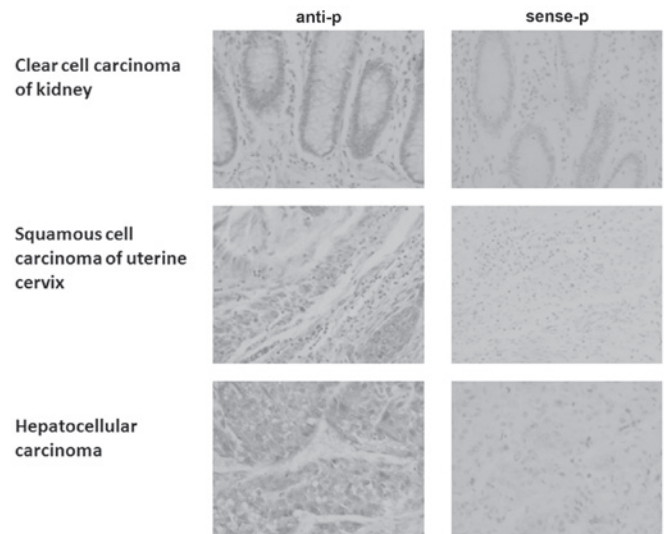 anti-p sense-p
Clear cell carcinoma
of kidney
Squamous cell
carcinoma of uterine
cervix
Hepatocellular
carcinoma